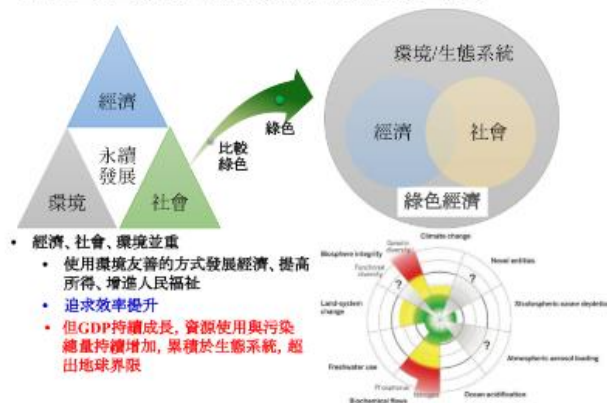 經濟
永續
發展
環境
社會
比較
綠色
綠色
環境/生態系統
經濟
社會
綠色經濟
• 經濟、社會、環境並重
• 使用環境友善的方式發展經濟、提高
所得、增進人民福祉
• 追求效率提升
• 但GDP持續成長, 資源使用與污染
總量持續增加, 累積於生態系統, 超
出地球界限
Climate change
Genetic
diversity
Biosphere integrity
Functional
diversity
Novel entities
?
?
Land-system
change
Stratospheric ozone depletion
?
Freshwater use
Atmospheric aerosol loading
Phosphorus
Nitrogen
Biochemical flows
Ocean acidification